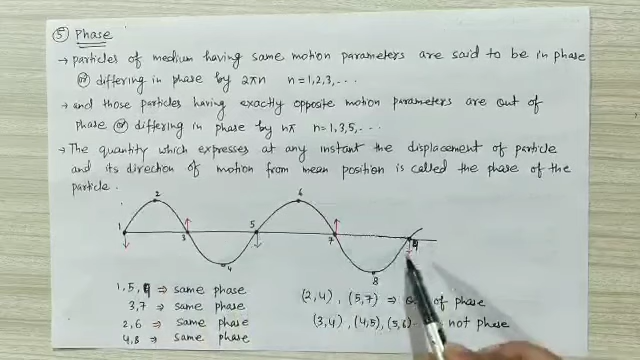 ⑤ Phase
→ particles of medium having same motion parameters are said to be in phase
(or) differing in phase by 2πn n=1,2,3,...
→ and those particles having exactly opposite motion parameters are out of
phase (or) differing in phase by nπ n=1,3,5,...
→ The quantity which expresses at any instant the displacement of particle
and its direction of motion from mean position is called the phase of the
particle.
1 2 3 4 5 6 7 8 9
1,5,9 ⇒ same phase
3,7 ⇒ same phase
2,6 ⇒ same phase
4,8 ⇒ same phase
(2,4), (5,7) ⇒ of phase
(3,4), (4,5), (5,6) not phase